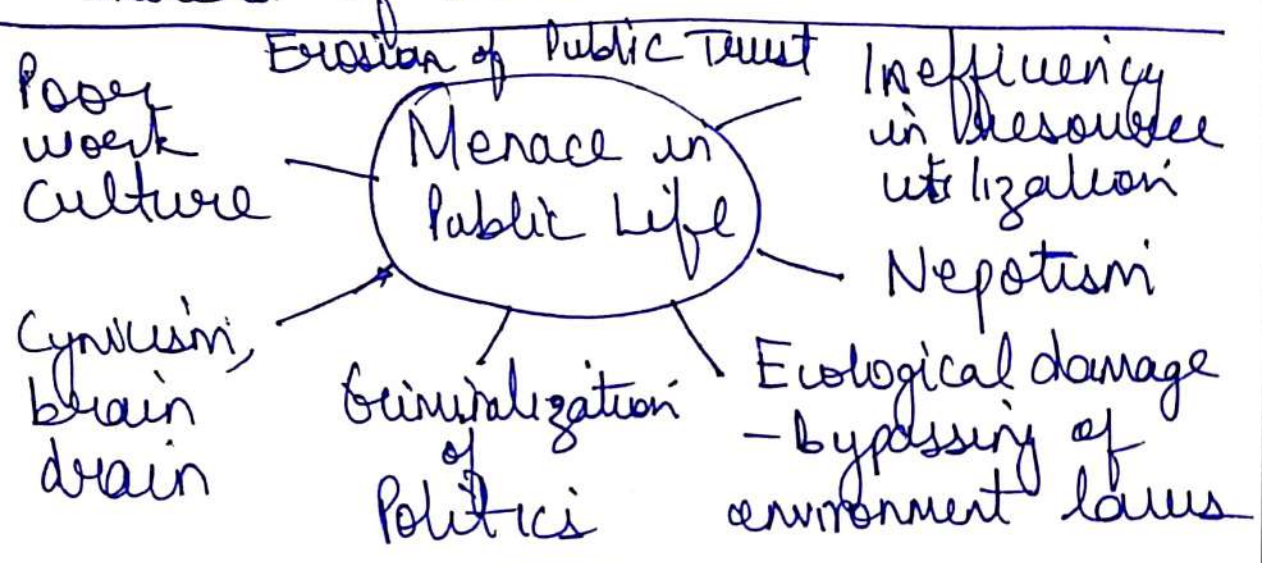 Erosion of Public Trust
Poor
work
Culture
Menace in
Public Life
Inefficiency
in resource
utilization
Nepotism
Cynicism,
brain
drain
Criminalization
of
Politics
Ecological damage
- bypassing of
environment laws